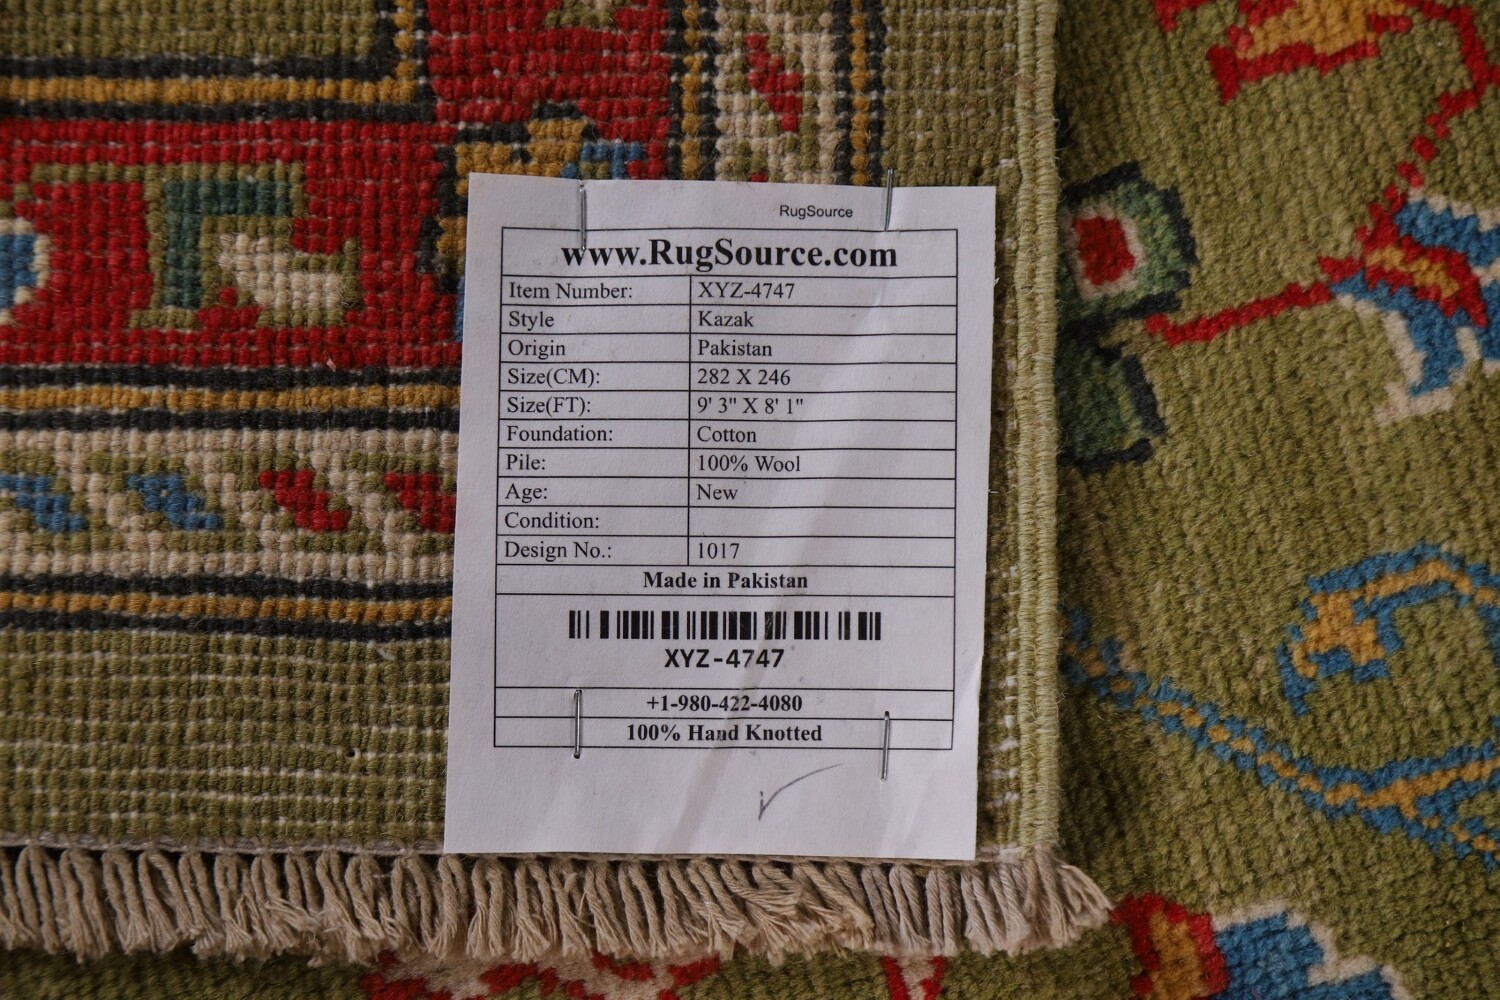 RugSource
www.RugSource.com
Item Number: XYZ-4747
Style Kazak
Origin Pakistan
Size(CM): 282 X 246
Size(FT): 9' 3" X 8' 1"
Foundation: Cotton
Pile: 100% Wool
Age: New
Condition:
Design No.: 1017
Made in Pakistan
XYZ-4747
+1-980-422-4080
100% Hand Knotted